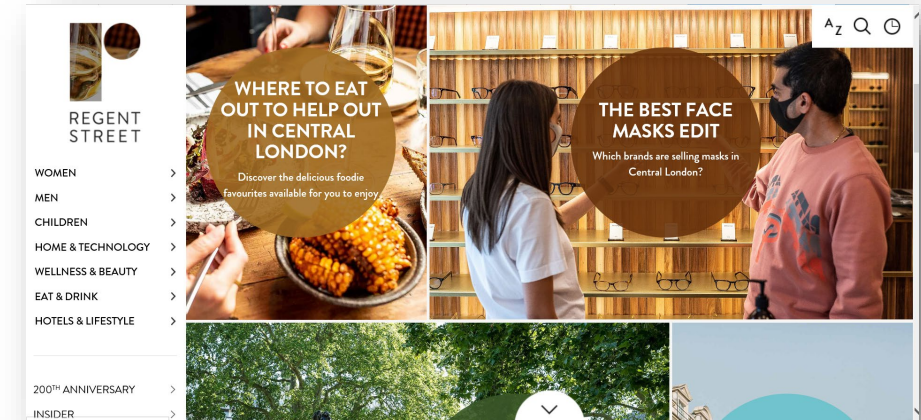 REGENT
STREET
WOMEN
MEN
CHILDREN
HOME & TECHNOLOGY
WELLNESS & BEAUTY
EAT & DRINK
HOTELS & LIFESTYLE
200TH ANNIVERSARY
INSIDER
WHERE TO EAT
OUT TO HELP OUT
IN CENTRAL
LONDON?
Discover the delicious foodie
favourites available for you to enjoy.
THE BEST FACE
MASKS EDIT
Which brands are selling masks in
Central London?
AZ